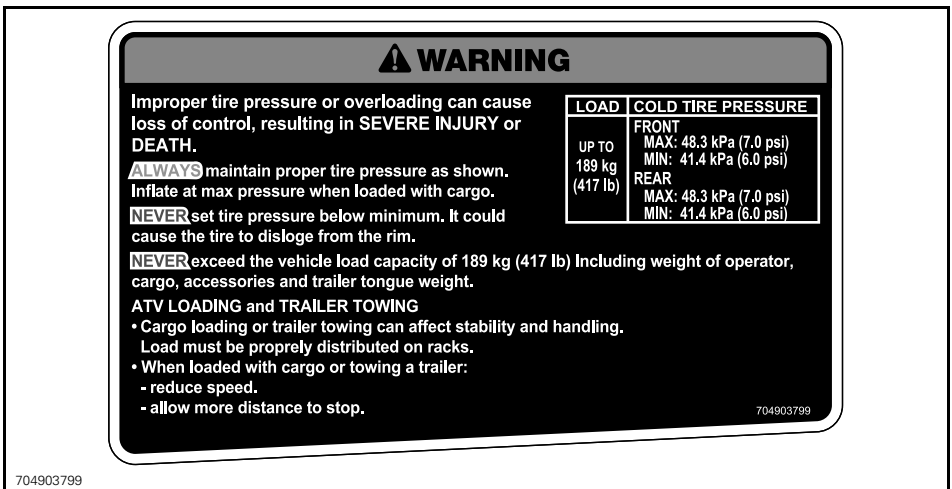 WARNING
Improper tire pressure or overloading can cause
loss of control, resulting in SEVERE INJURY or
DEATH.
ALWAYS maintain proper tire pressure as shown.
Inflate at max pressure when loaded with cargo.
NEVER set tire pressure below minimum. It could
cause the tire to disloge from the rim.
LOAD COLD TIRE PRESSURE
UP TO
189 kg
(417 lb)
FRONT
MAX: 48.3 kPa (7.0 psi)
MIN: 41.4 kPa (6.0 psi)
REAR
MAX: 48.3 kPa (7.0 psi)
MIN: 41.4 kPa (6.0 psi)
NEVER exceed the vehicle load capacity of 189 kg (417 lb) Including weight of operator,
cargo, accessories and trailer tongue weight.
ATV LOADING and TRAILER TOWING
• Cargo loading or trailer towing can affect stability and handling.
Load must be proprely distributed on racks.
• When loaded with cargo or towing a trailer:
- reduce speed.
- allow more distance to stop.
704903799
704903799